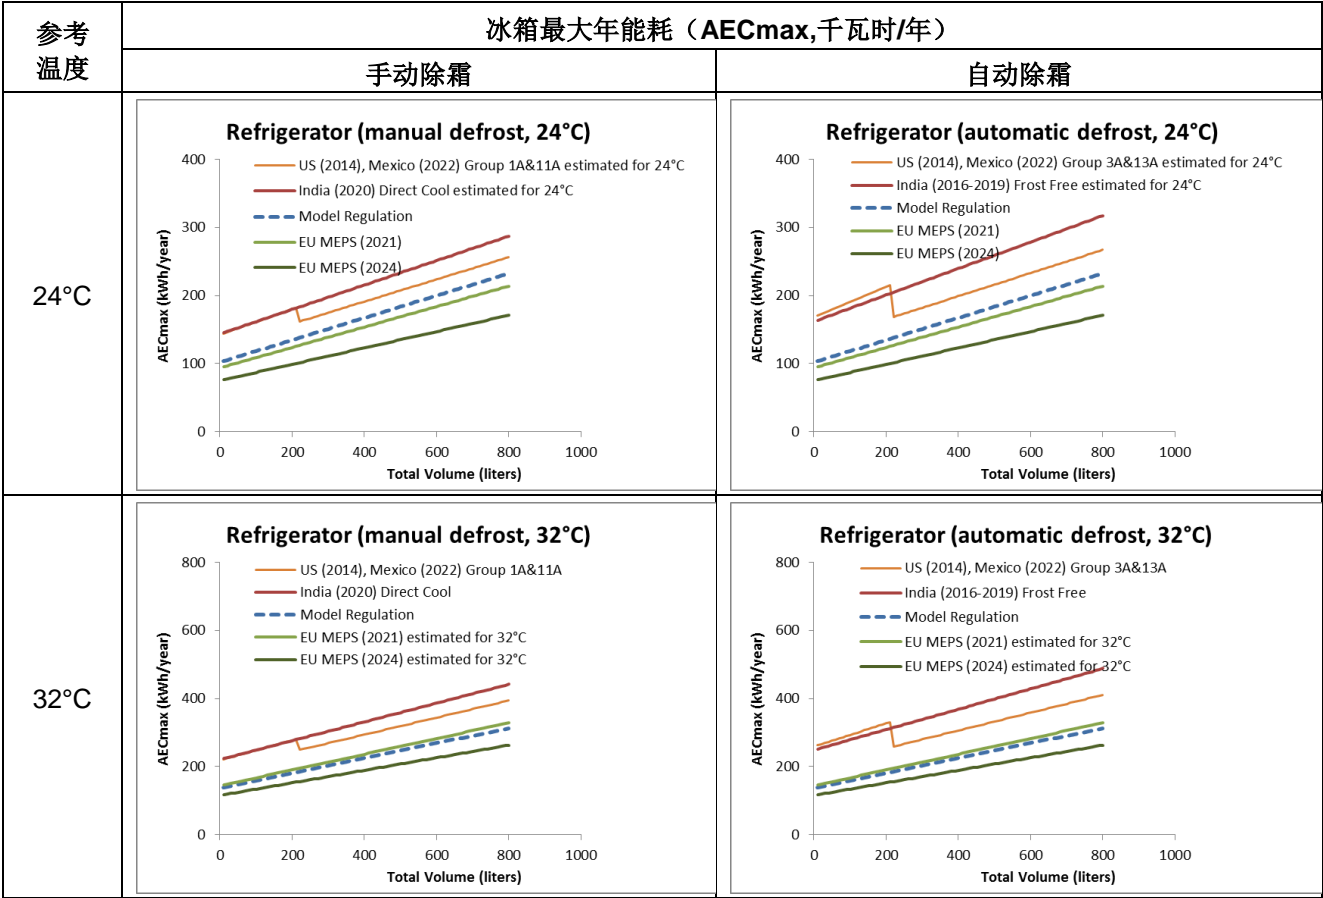 参考
温度
冰箱最大年能耗（AECmax,千瓦时/年）
手动除霜
自动除霜
24°C
Refrigerator (manual defrost, 24°C)
US (2014), Mexico (2022) Group 1A&11A estimated for 24°C
India (2020) Direct Cool estimated for 24°C
Model Regulation
EU MEPS (2021)
EU MEPS (2024)
AECmax (kWh/year)
400
300
200
100
0
0 200 400 600 800 1000
Total Volume (liters)
Refrigerator (automatic defrost, 24°C)
US (2014), Mexico (2022) Group 3A&13A estimated for 24°C
India (2016-2019) Frost Free estimated for 24°C
Model Regulation
EU MEPS (2021)
EU MEPS (2024)
AECmax (kWh/year)
400
300
200
100
0
0 200 400 600 800 1000
Total Volume (liters)
32°C
Refrigerator (manual defrost, 32°C)
US (2014), Mexico (2022) Group 1A&11A
India (2020) Direct Cool
Model Regulation
EU MEPS (2021) estimated for 32°C
EU MEPS (2024) estimated for 32°C
AECmax (kWh/year)
800
600
400
200
0
0 200 400 600 800 1000
Total Volume (liters)
Refrigerator (automatic defrost, 32°C)
US (2014), Mexico (2022) Group 3A&13A
India (2016-2019) Frost Free
Model Regulation
EU MEPS (2021) estimated for 32°C
EU MEPS (2024) estimated for 32°C
AECmax (kWh/year)
800
600
400
200
0
0 200 400 600 800 1000
Total Volume (liters)